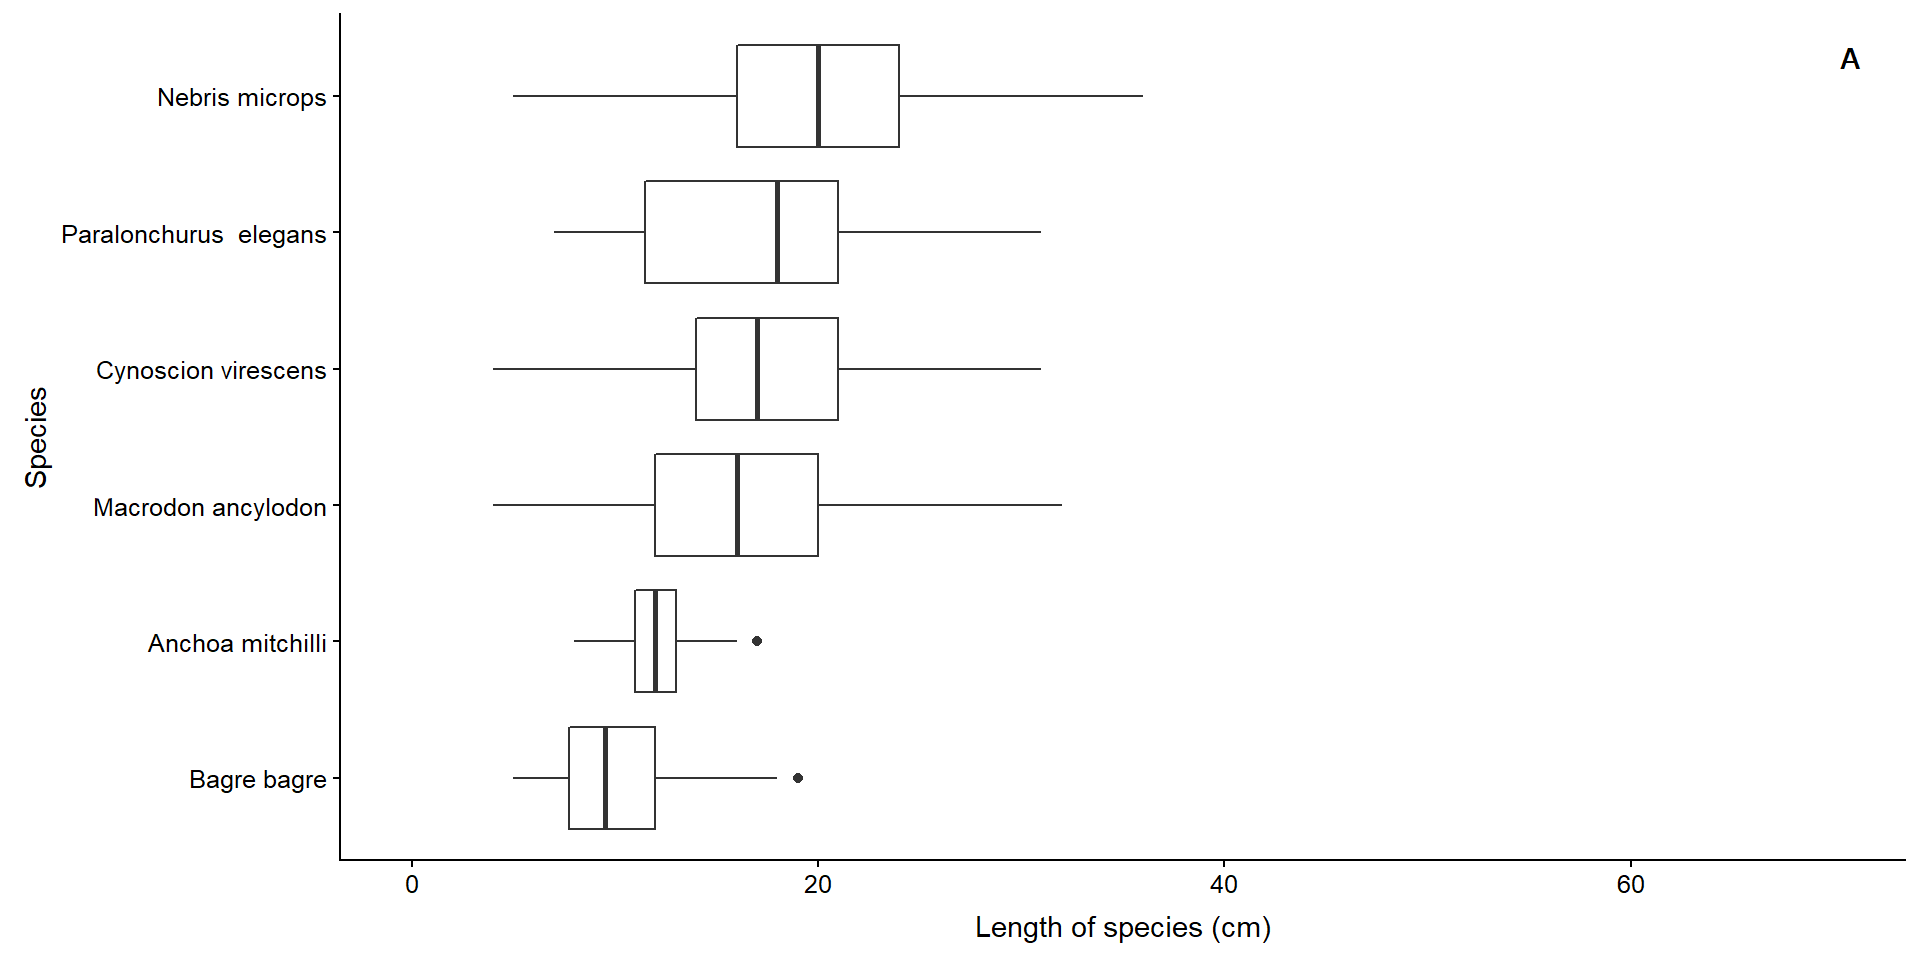 A
Nebris microps
Paralonchurus  elegans
Cynoscion virescens
Macrodon ancylodon
Anchoa mitchilli
Bagre bagre
Species
0 20 40 60
Length of species (cm)